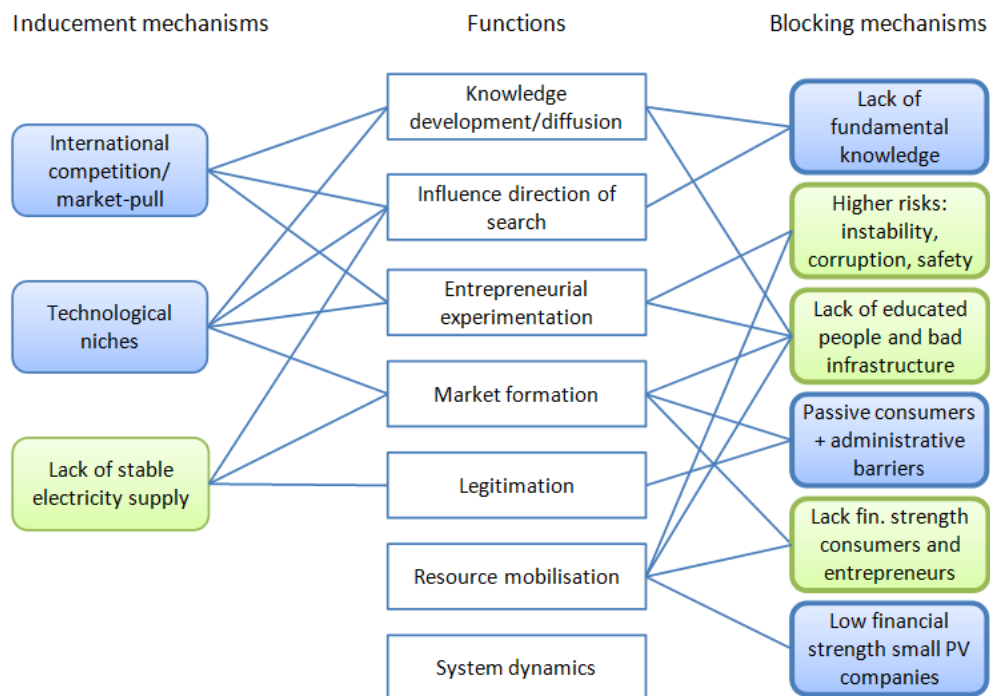 Inducement mechanisms
Functions
Blocking mechanisms
International
competition/
market-pull
Technological
niches
Lack of stable
electricity supply
Knowledge
development/diffusion
Influence direction of
search
Entrepreneurial
experimentation
Market formation
Legitimation
Resource mobilisation
System dynamics
Lack of
fundamental
knowledge
Higher risks:
instability,
corruption, safety
Lack of educated
people and bad
infrastructure
Passive consumers
+ administrative
barriers
Lack fin. strength
consumers and
entrepreneurs
Low financial
strength small PV
companies